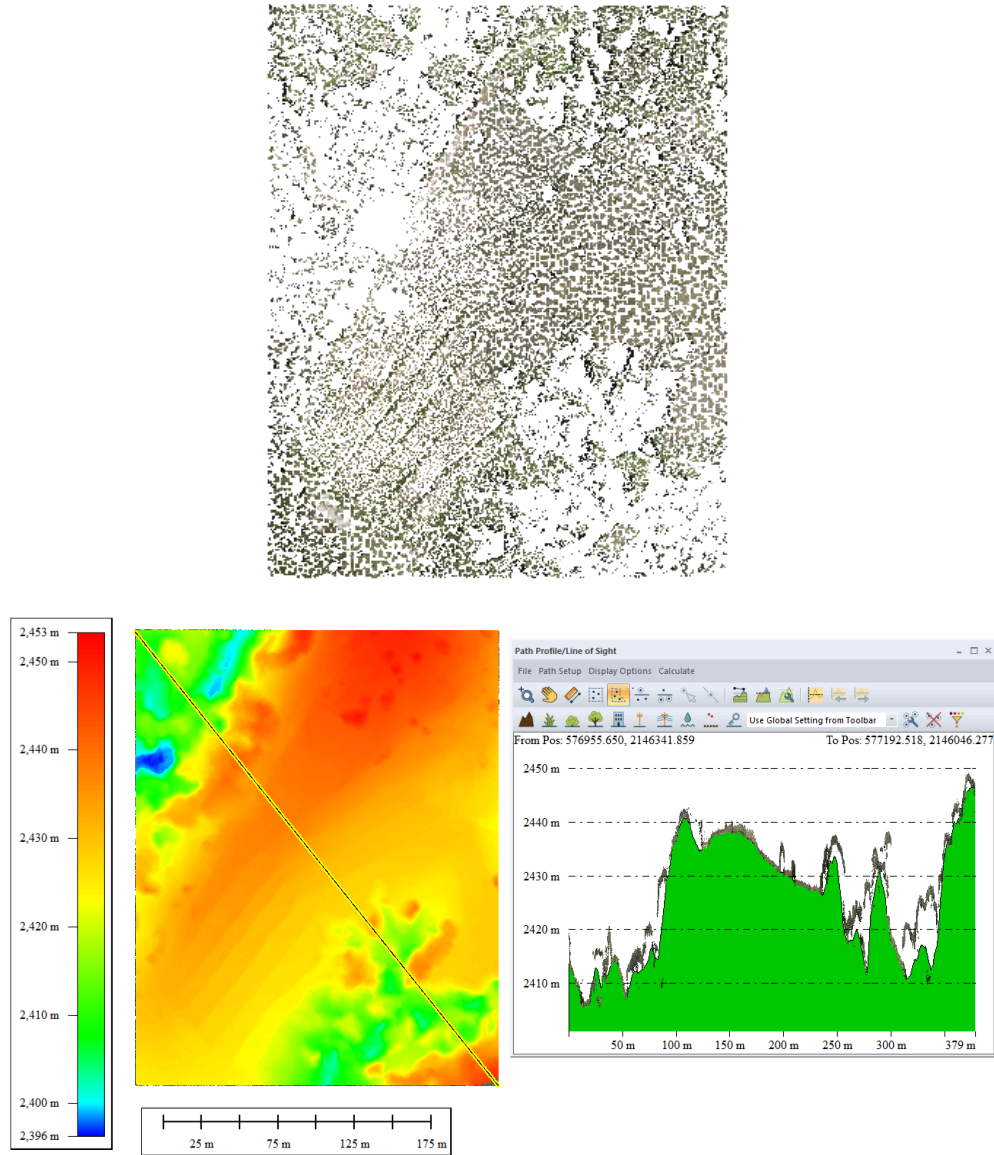 2,453 m
2,450 m
2,440 m
2,430 m
2,420 m
2,410 m
2,400 m
2,396 m
25 m 75 m 125 m 175 m
Path Profile/Line of Sight
File Path Setup Display Options Calculate
Use Global Setting from Toolbar
From Pos: 576955.650, 2146341.859 To Pos: 577192.518, 2146046.277
2450 m
2440 m
2430 m
2420 m
2410 m
50 m 100 m 150 m 200 m 250 m 300 m 379 m